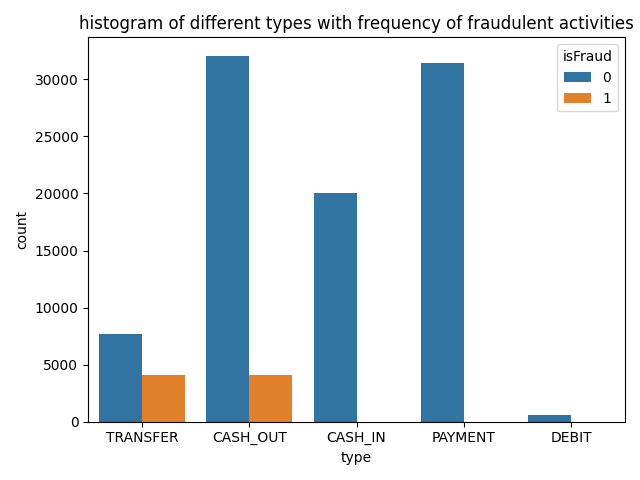 histogram of different types with frequency of fraudulent activities
isFraud
0
1
count
30000
25000
20000
15000
10000
5000
0
TRANSFER CASH_OUT CASH_IN PAYMENT DEBIT
type